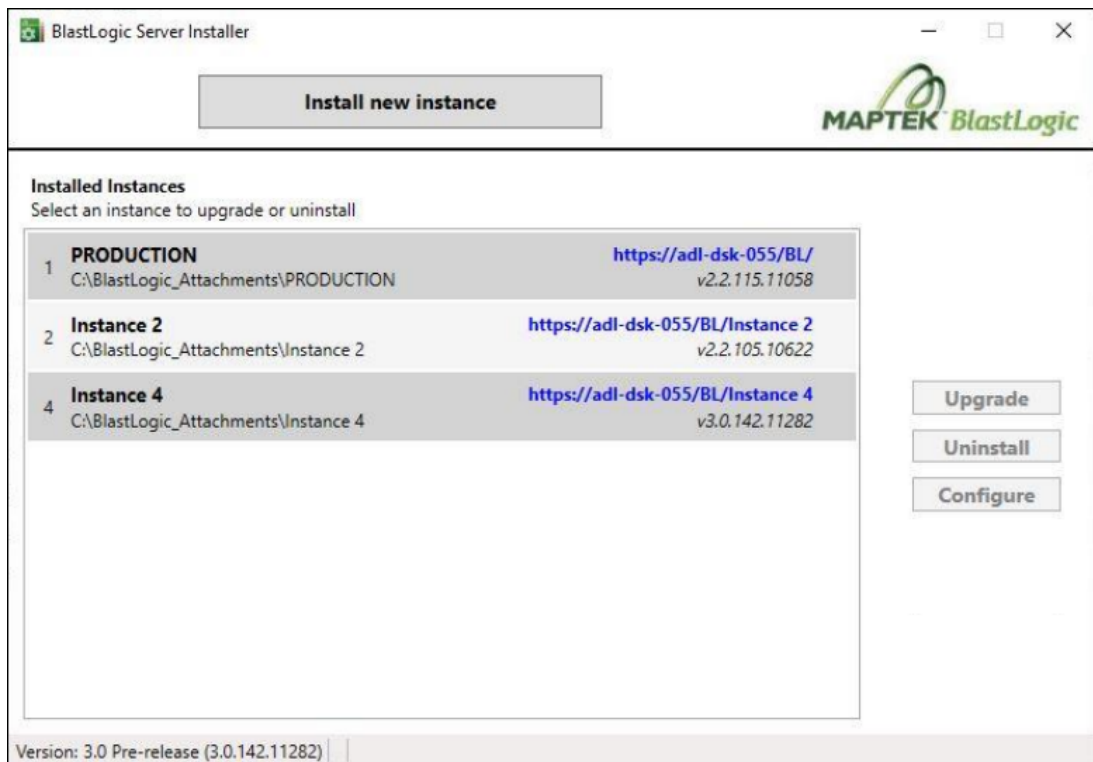 BlastLogic Server Installer
Install new instance
MAPTEK BlastLogic
Installed Instances
Select an instance to upgrade or uninstall
1 PRODUCTION https://adl-dsk-055/BL/
C:\BlastLogic_Attachments\PRODUCTION v2.2.115.11058
2 Instance 2 https://adl-dsk-055/BL/Instance 2
C:\BlastLogic_Attachments\Instance 2 v2.2.105.10622
4 Instance 4 https://adl-dsk-055/BL/Instance 4
C:\BlastLogic_Attachments\Instance 4 v3.0.142.11282
Upgrade
Uninstall
Configure
Version: 3.0 Pre-release (3.0.142.11282)